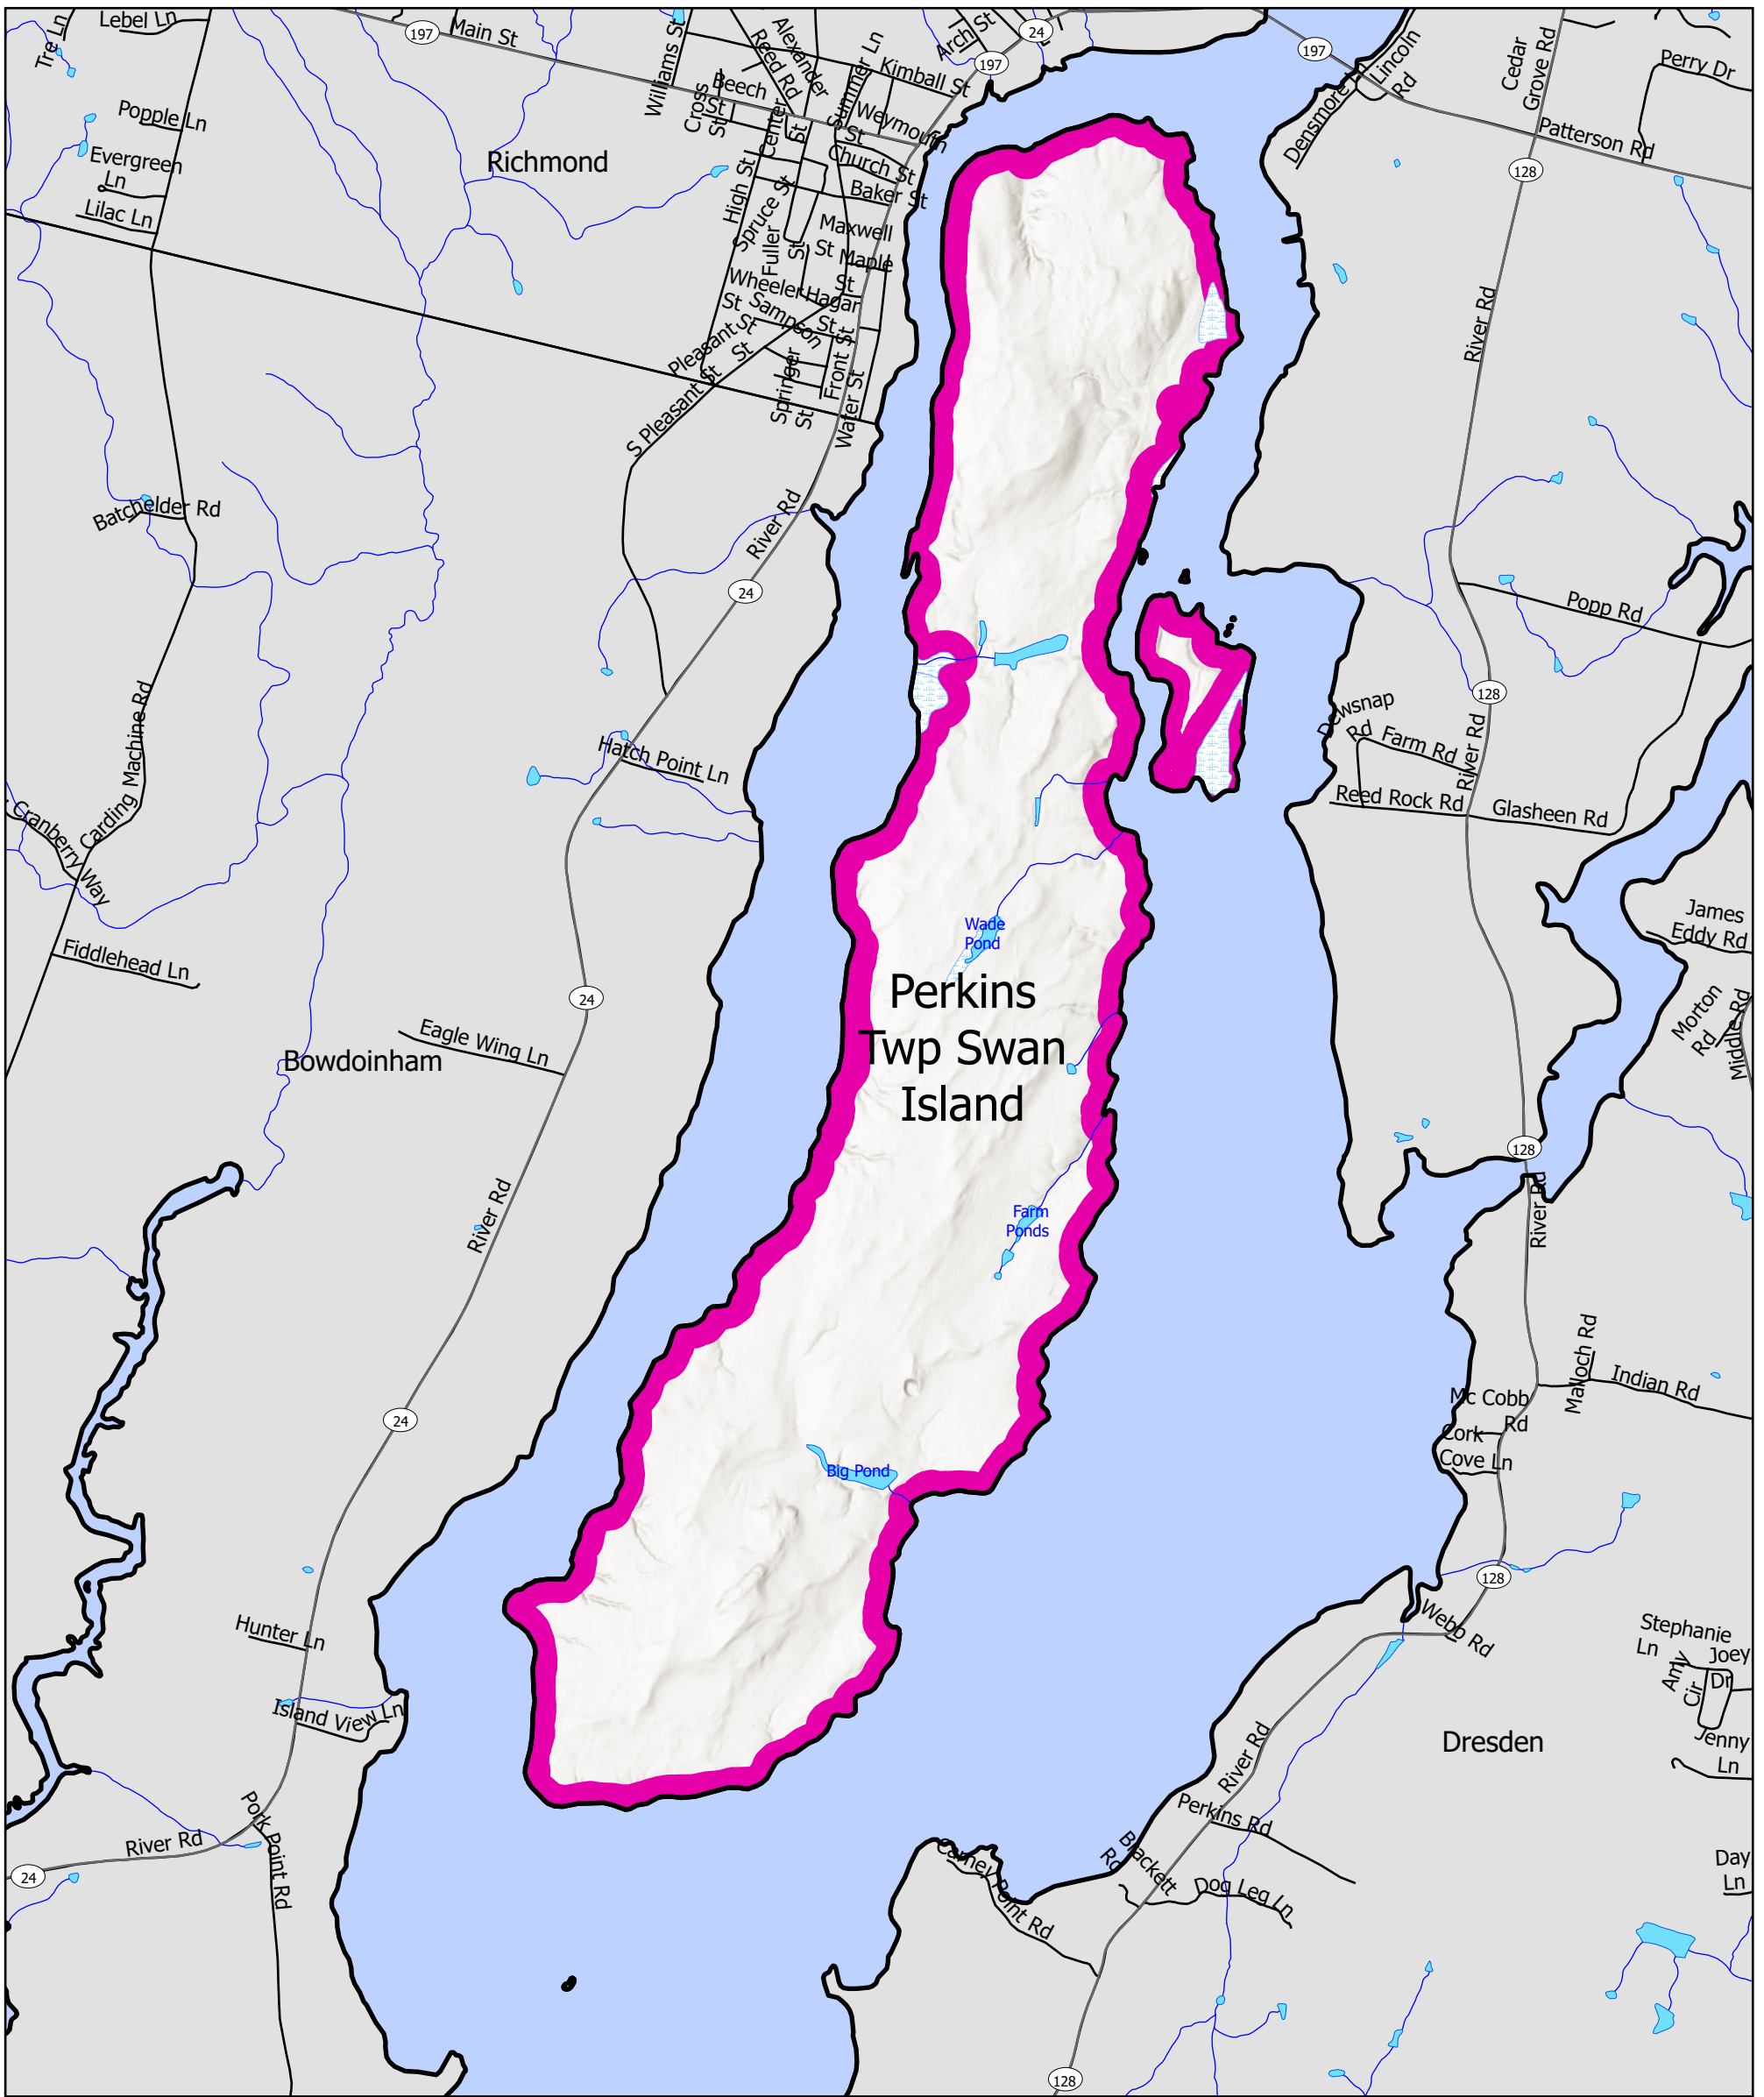 Tre Ln
Lebel Ln
197
Main St
Williams St
Reed Rd
Alexander
Summer Ln
Arch St
24
197
Kimball St
197
Lincoln
Rd
Densmore Ln
Cedar
Grove Rd
Perry Dr
Popple Ln
Beech
St
Cross
St
Center
St
Weymouth
St
Patterson Rd
Evergreen
Ln
Richmond
Church St
128
Lilac Ln
High St
Spruce St
Baker St
Fuller
St
Maxwell
St
Maple
St
Wheeler
St
Hagar
St
Sampson
St
Pleasant St
River Rd
S Pleasant St
Springer
St
Front St
Water St
Batchelder Rd
River Rd
24
Popp Rd
Carding Machine Rd
128
Dewsnap
Rd
Farm Rd
River Rd
Hatch Point Ln
Reed Rock Rd
Glasheen Rd
Cranberry Way
Wade
Pond
James
Eddy Rd
Fiddlehead Ln
24
Perkins
Twp Swan
Island
Morton
Rd
Middle Rd
Eagle Wing Ln
Bowdoinham
128
River Rd
River Rd
Farm
Ponds
Malloch Rd
Indian Rd
24
Mc Cobb
Rd
Cork
Cove Ln
Big Pond
128
Webb Rd
Hunter Ln
Stephanie
Ln
Joey
Dr
Amy
Cir
Island View Ln
River Rd
Dresden
Jenny
Ln
Pork Point Rd
River Rd
24
Perkins Rd
Blackett
Rd
Carney Point Rd
Dog Leg Ln
Day
Ln
128